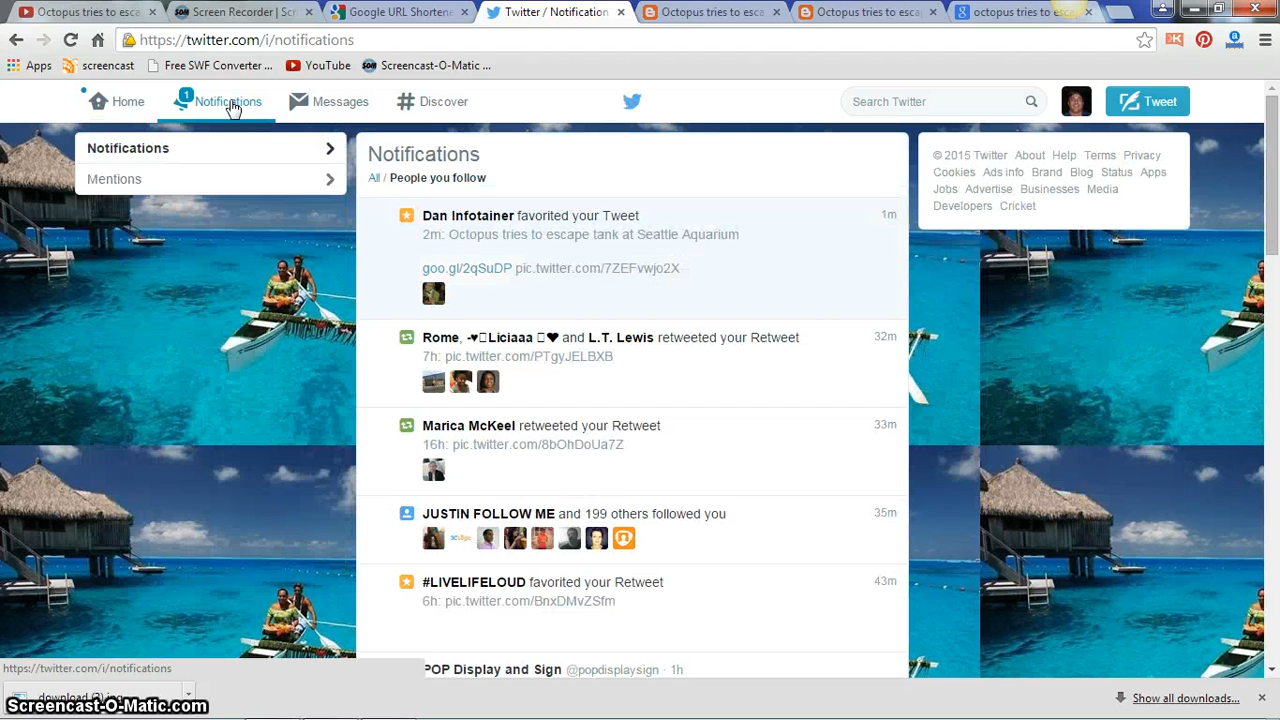 Octopus tries to escap
Screen Recorder | Scr
Google URL Shortene
Twitter / Notification
Octopus tries to escap
Octopus tries to escap
octopus tries to escap
https://twitter.com/i/notifications
Apps
screencast
Free SWF Converter ...
YouTube
Screencast-O-Matic ...
1
Home
Notifications
Messages
Discover
Search Twitter
Tweet
Notifications
Mentions
Notifications
All / People you follow
Dan Infotainer favorited your Tweet
1m
2m: Octopus tries to escape tank at Seattle Aquarium
goo.gl/2qSuDP pic.twitter.com/7ZEFvwjo2X
Rome, -♥Liciaaa ♥ and L.T. Lewis retweeted your Retweet
32m
7h: pic.twitter.com/PTgyJELBXB
Marica McKeel retweeted your Retweet
33m
16h: pic.twitter.com/8bOhDoUa7Z
JUSTIN FOLLOW ME and 199 others followed you
35m
#LIVELIFELOUD favorited your Retweet
43m
6h: pic.twitter.com/BnxDMvZSfm
POP Display and Sign @popdisplaysign · 1h
© 2015 Twitter About Help Terms Privacy
Cookies Ads info Brand Blog Status Apps
Jobs Advertise Businesses Media
Developers Cricket
https://twitter.com/i/notifications
download (3).jpg
Show all downloads...
Screencast-O-Matic.com